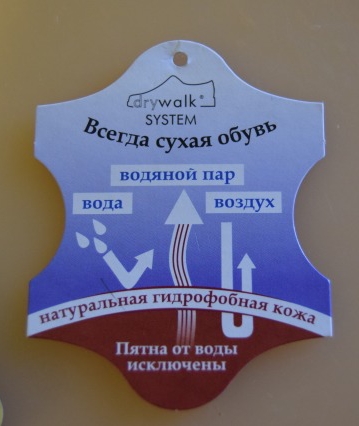 drywalk®
SYSTEM
Всегда сухая обувь
водяной пар
вода воздух
натуральная гидрофобная кожа
Пятна от воды
исключены